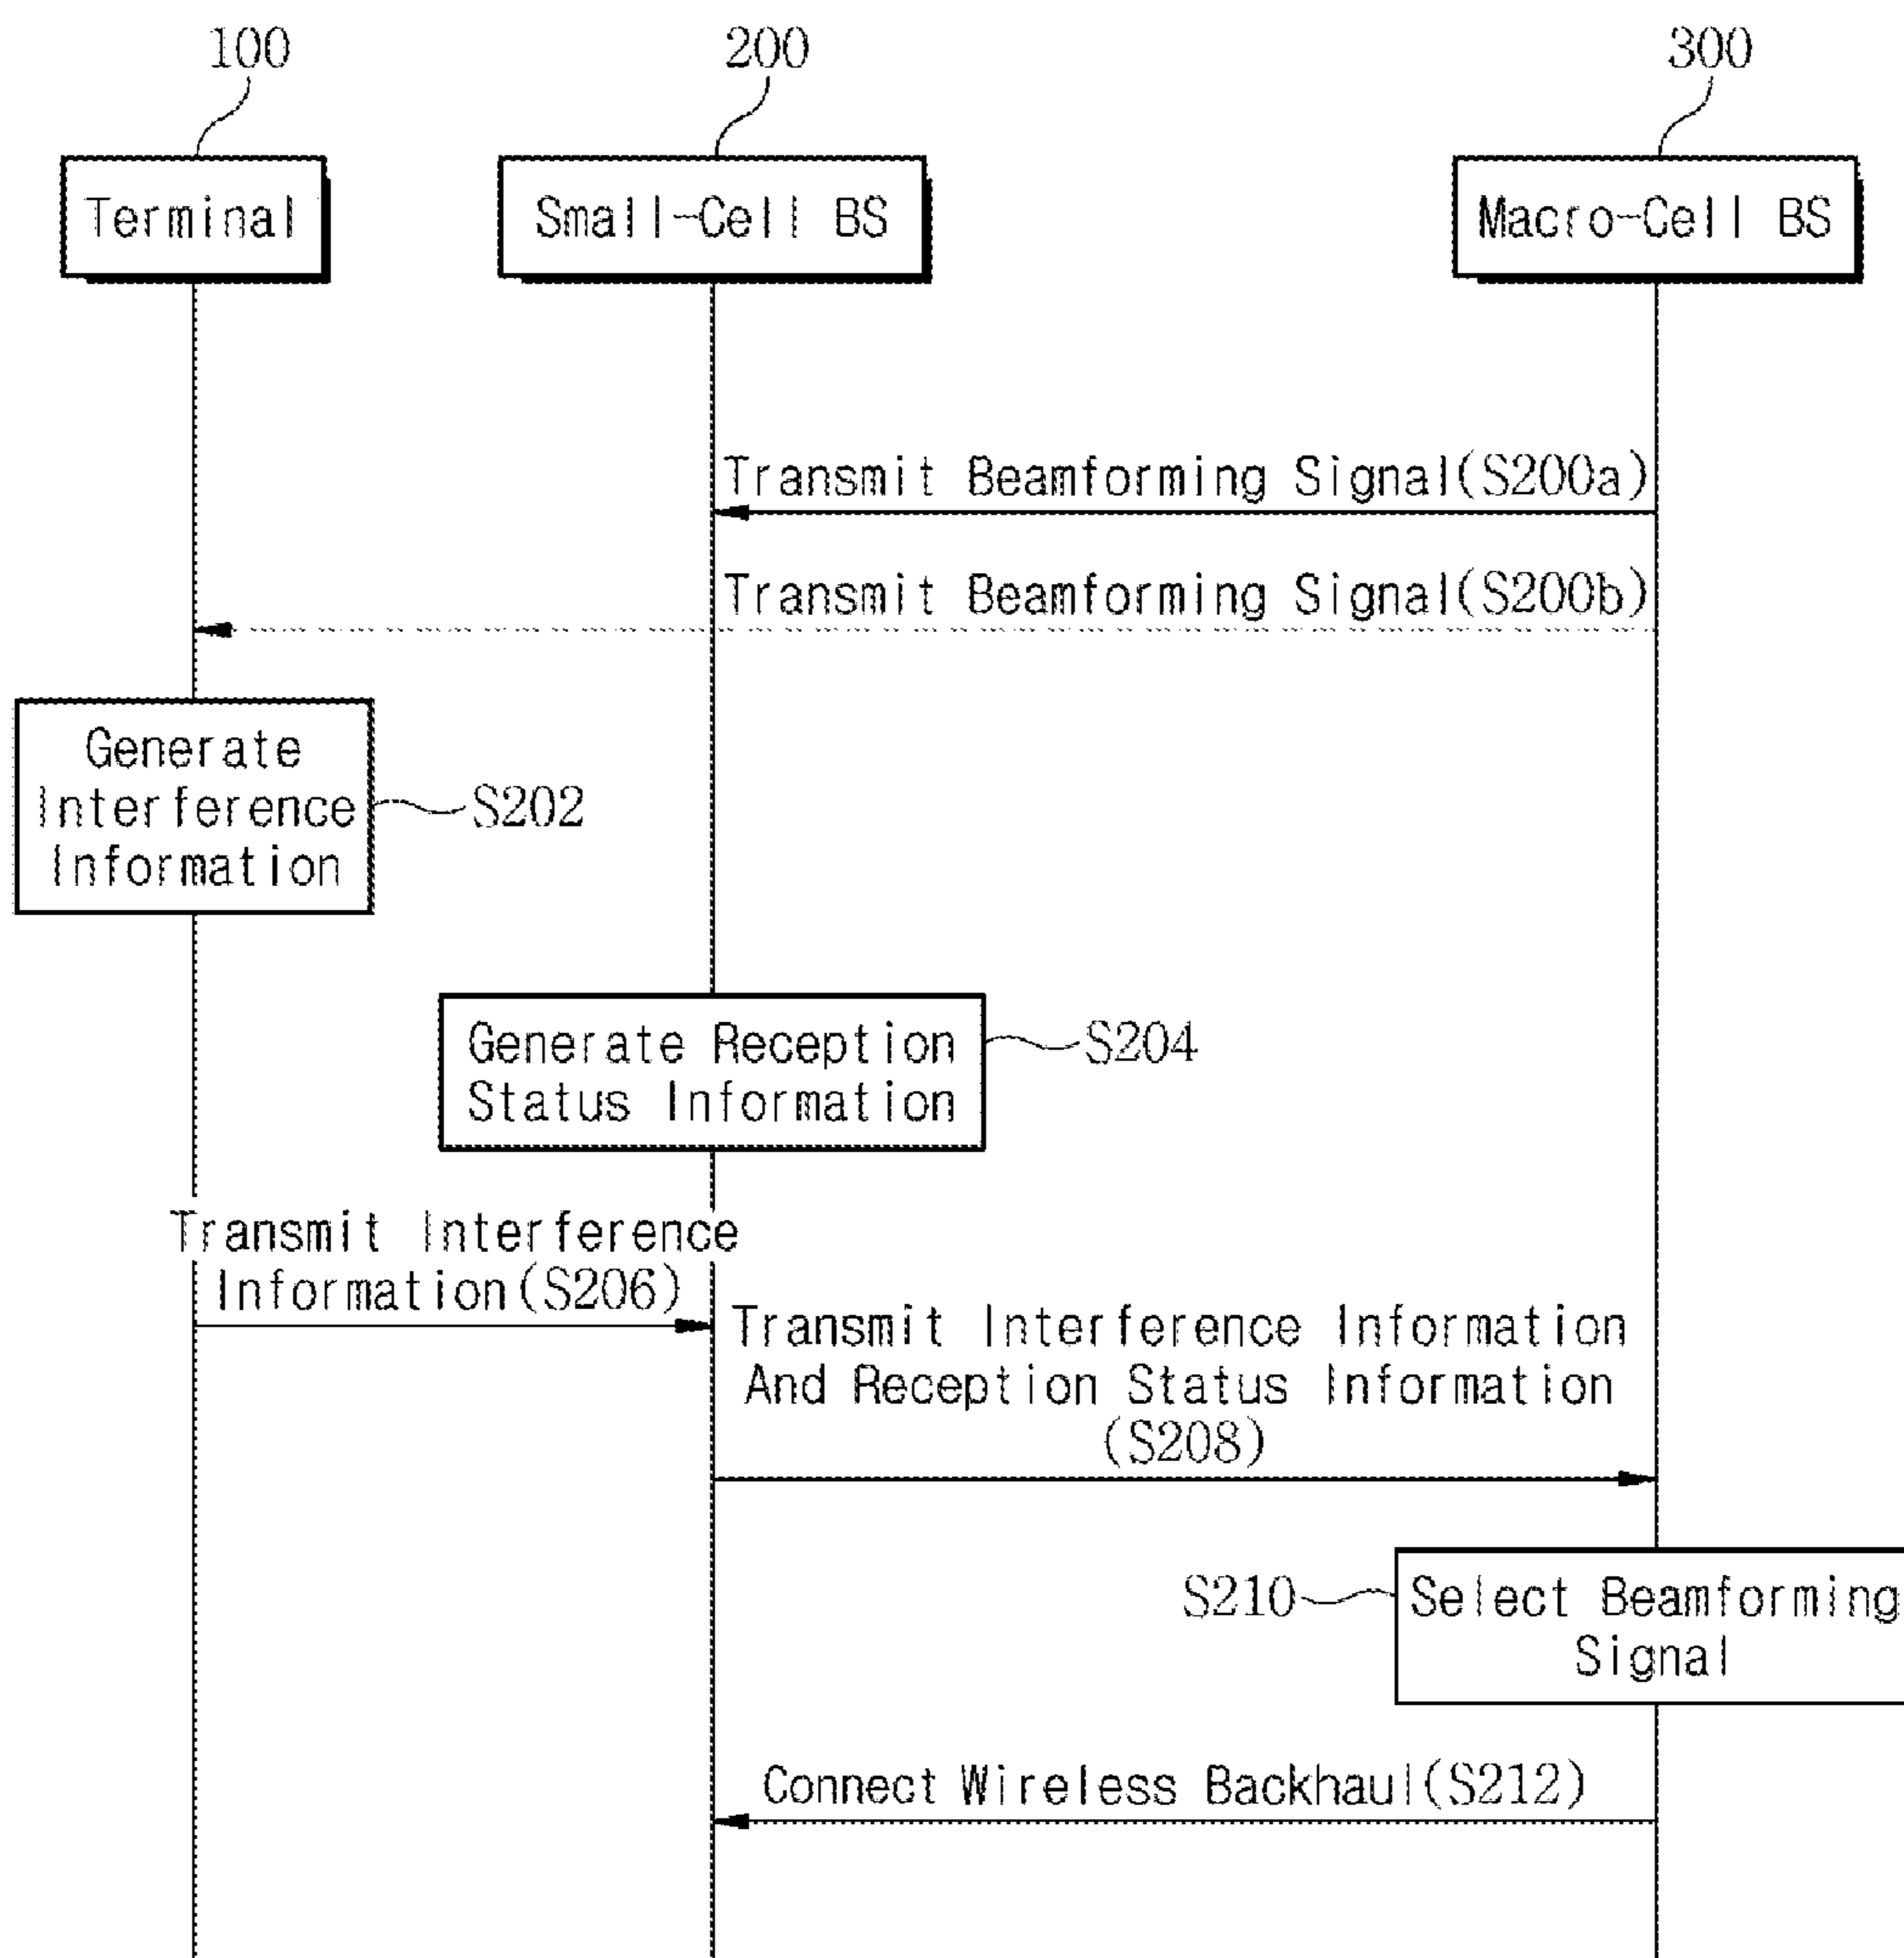 100
200
300
Terminal
Small-Cell BS
Macro-Cell BS
Transmit Beamforming Signal(S200a)
Transmit Beamforming Signal(S200b)
Generate
Interference
Information
S202
Generate Reception
Status Information
S204
Transmit Interference
Information(S206)
Transmit Interference Information
And Reception Status Information
(S208)
S210
Select Beamforming
Signal
Connect Wireless Backhaul(S212)